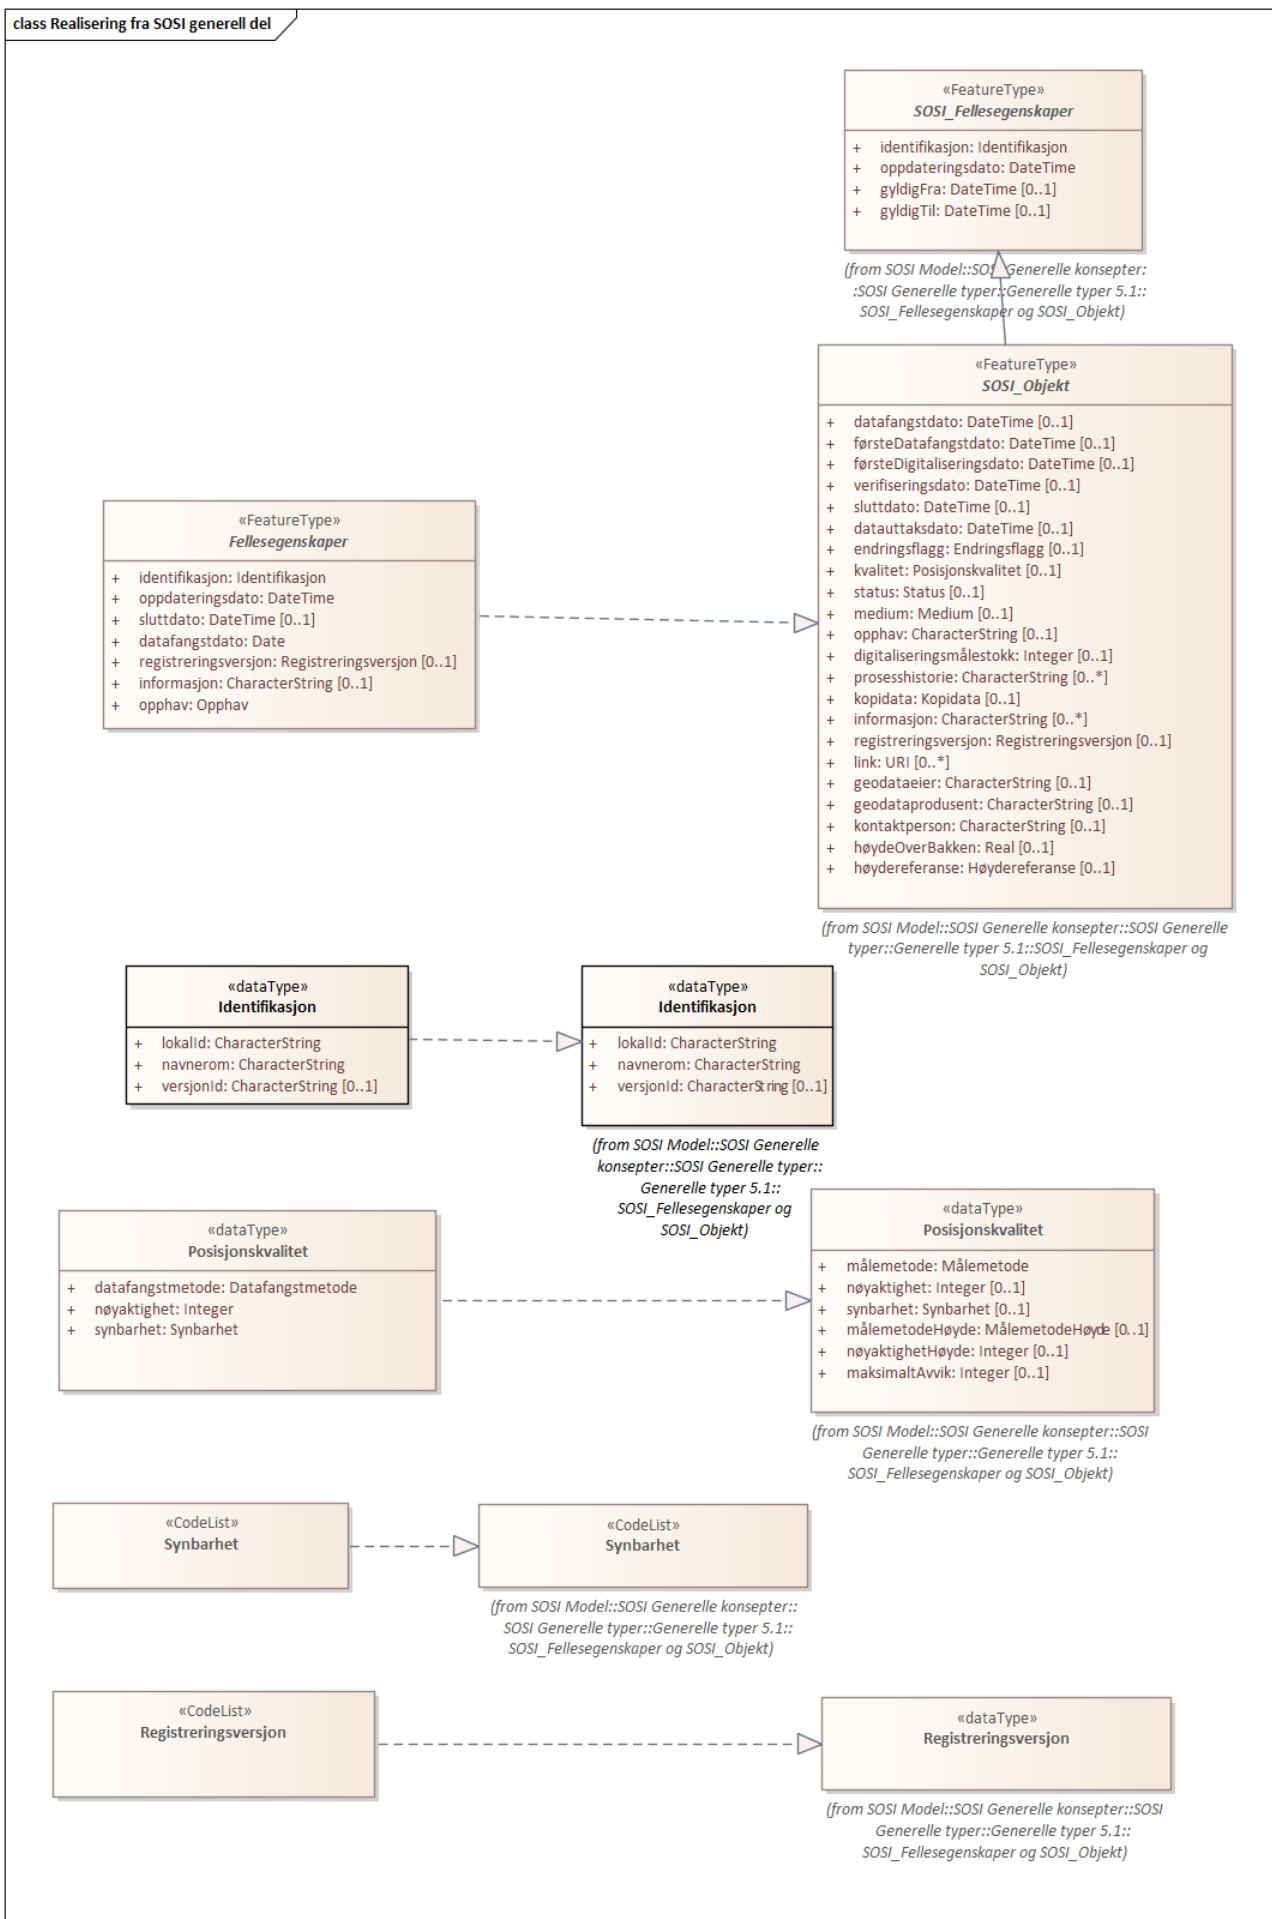 class Realisering fra SOSI generell del
«FeatureType»
SOSI_Fellesegenskaper
+ identifikasjon: Identifikasjon
+ oppdateringsdato: DateTime
+ gyldigFra: DateTime [0..1]
+ gyldigTil: DateTime [0..1]
(from SOSI Model::SOSI Generelle konsepter:
:SOSI Generelle typer::Generelle typer 5.1::
SOSI_Fellesegenskaper og SOSI_Objekt)
«FeatureType»
SOSI_Objekt
+ datafangstdato: DateTime [0..1]
+ førsteDatafangstdato: DateTime [0..1]
+ førsteDigitaliseringsdato: DateTime [0..1]
+ verifiseringsdato: DateTime [0..1]
+ sluttdato: DateTime [0..1]
+ datauttaksdato: DateTime [0..1]
+ endringsflagg: Endringsflagg [0..1]
+ kvalitet: Posisjonskvalitet [0..1]
+ status: Status [0..1]
+ medium: Medium [0..1]
+ opphav: CharacterString [0..1]
+ digitaliseringsmålestokk: Integer [0..1]
+ prosesshistorie: CharacterString [0..*]
+ kopidata: Kopidata [0..1]
+ informasjon: CharacterString [0..*]
+ registreringsversjon: Registreringsversjon [0..1]
+ link: URI [0..*]
+ geodataeier: CharacterString [0..1]
+ geodataprodusent: CharacterString [0..1]
+ kontaktperson: CharacterString [0..1]
+ høydeOverBakken: Real [0..1]
+ høydereferanse: Høydereferanse [0..1]
(from SOSI Model::SOSI Generelle konsepter::SOSI Generelle
typer::Generelle typer 5.1::SOSI_Fellesegenskaper og
SOSI_Objekt)
«FeatureType»
Fellesegenskaper
+ identifikasjon: Identifikasjon
+ oppdateringsdato: DateTime
+ sluttdato: DateTime [0..1]
+ datafangstdato: Date
+ registreringsversjon: Registreringsversjon [0..1]
+ informasjon: CharacterString [0..1]
+ opphav: Opphav
«dataType»
Identifikasjon
+ lokalId: CharacterString
+ navnerom: CharacterString
+ versjonId: CharacterString [0..1]
«dataType»
Identifikasjon
+ lokalId: CharacterString
+ navnerom: CharacterString
+ versjonId: CharacterString [0..1]
(from SOSI Model::SOSI Generelle
konsepter::SOSI Generelle typer::
Generelle typer 5.1::
SOSI_Fellesegenskaper og
SOSI_Objekt)
«dataType»
Posisjonskvalitet
+ datafangstmetode: Datafangstmetode
+ nøyaktighet: Integer
+ synbarhet: Synbarhet
«dataType»
Posisjonskvalitet
+ målemetode: Målemetode
+ nøyaktighet: Integer [0..1]
+ synbarhet: Synbarhet [0..1]
+ målemetodeHøyde: MålemetodeHøyde [0..1]
+ nøyaktighetHøyde: Integer [0..1]
+ maksimaltAvvik: Integer [0..1]
(from SOSI Model::SOSI Generelle konsepter::SOSI
Generelle typer::Generelle typer 5.1::
SOSI_Fellesegenskaper og SOSI_Objekt)
«CodeList»
Synbarhet
«CodeList»
Synbarhet
(from SOSI Model::SOSI Generelle konsepter::
SOSI Generelle typer::Generelle typer 5.1::
SOSI_Fellesegenskaper og SOSI_Objekt)
«CodeList»
Registreringsversjon
«dataType»
Registreringsversjon
(from SOSI Model::SOSI Generelle konsepter::SOSI
Generelle typer::Generelle typer 5.1::
SOSI_Fellesegenskaper og SOSI_Objekt)